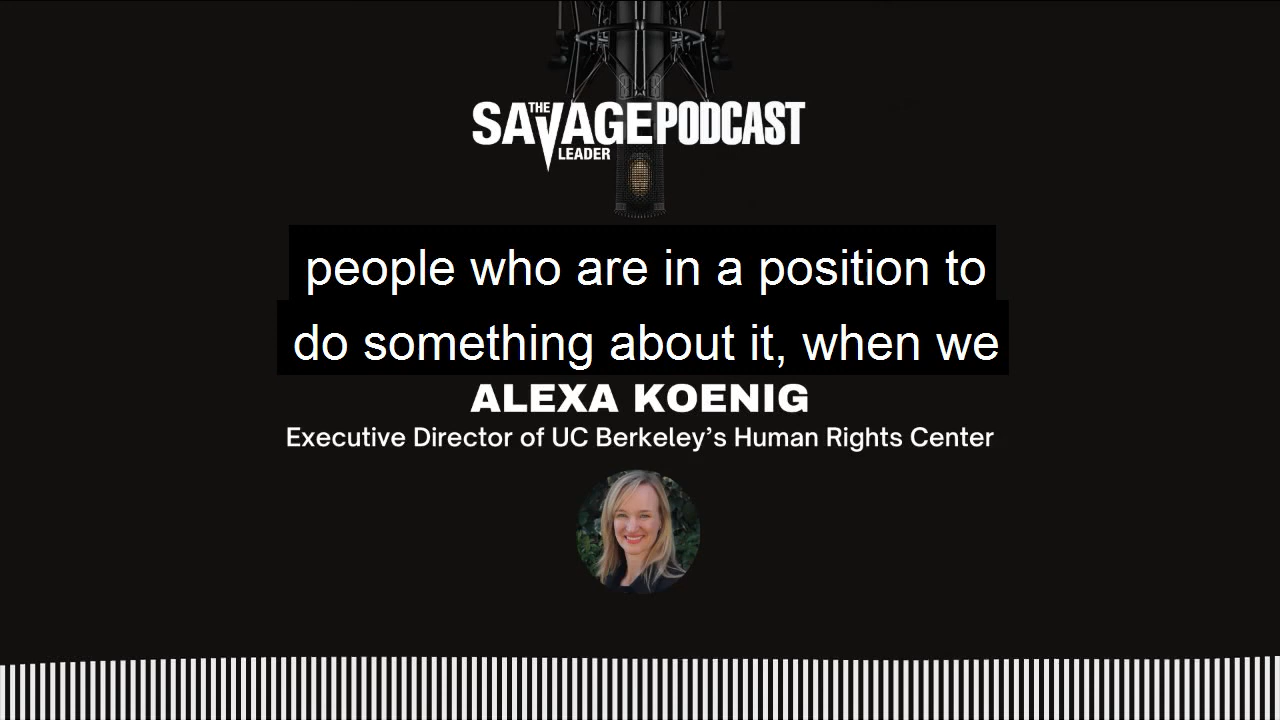 THE SAVAGE PODCAST
LEADER
people who are in a position to
do something about it, when we
ALEXA KOENIG
Executive Director of UC Berkeley’s Human Rights Center